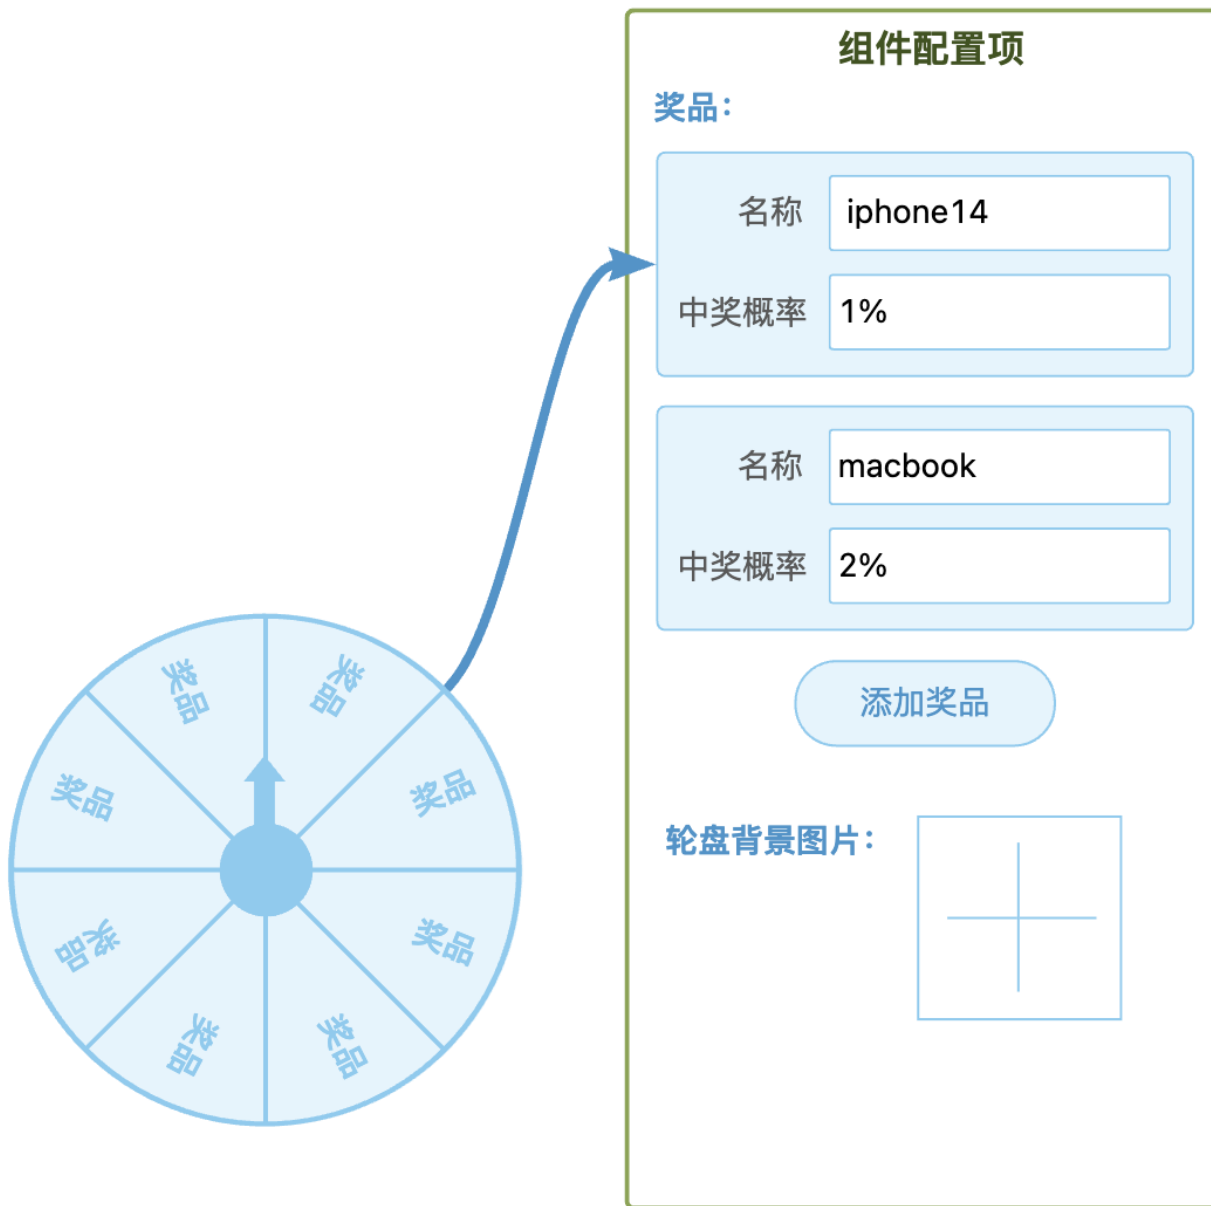 组件配置项
奖品：
名称 iphone14
中奖概率 1%
名称 macbook
中奖概率 2%
添加奖品
轮盘背景图片：
奖品
奖品
奖品
奖品
奖品
奖品
奖品
奖品